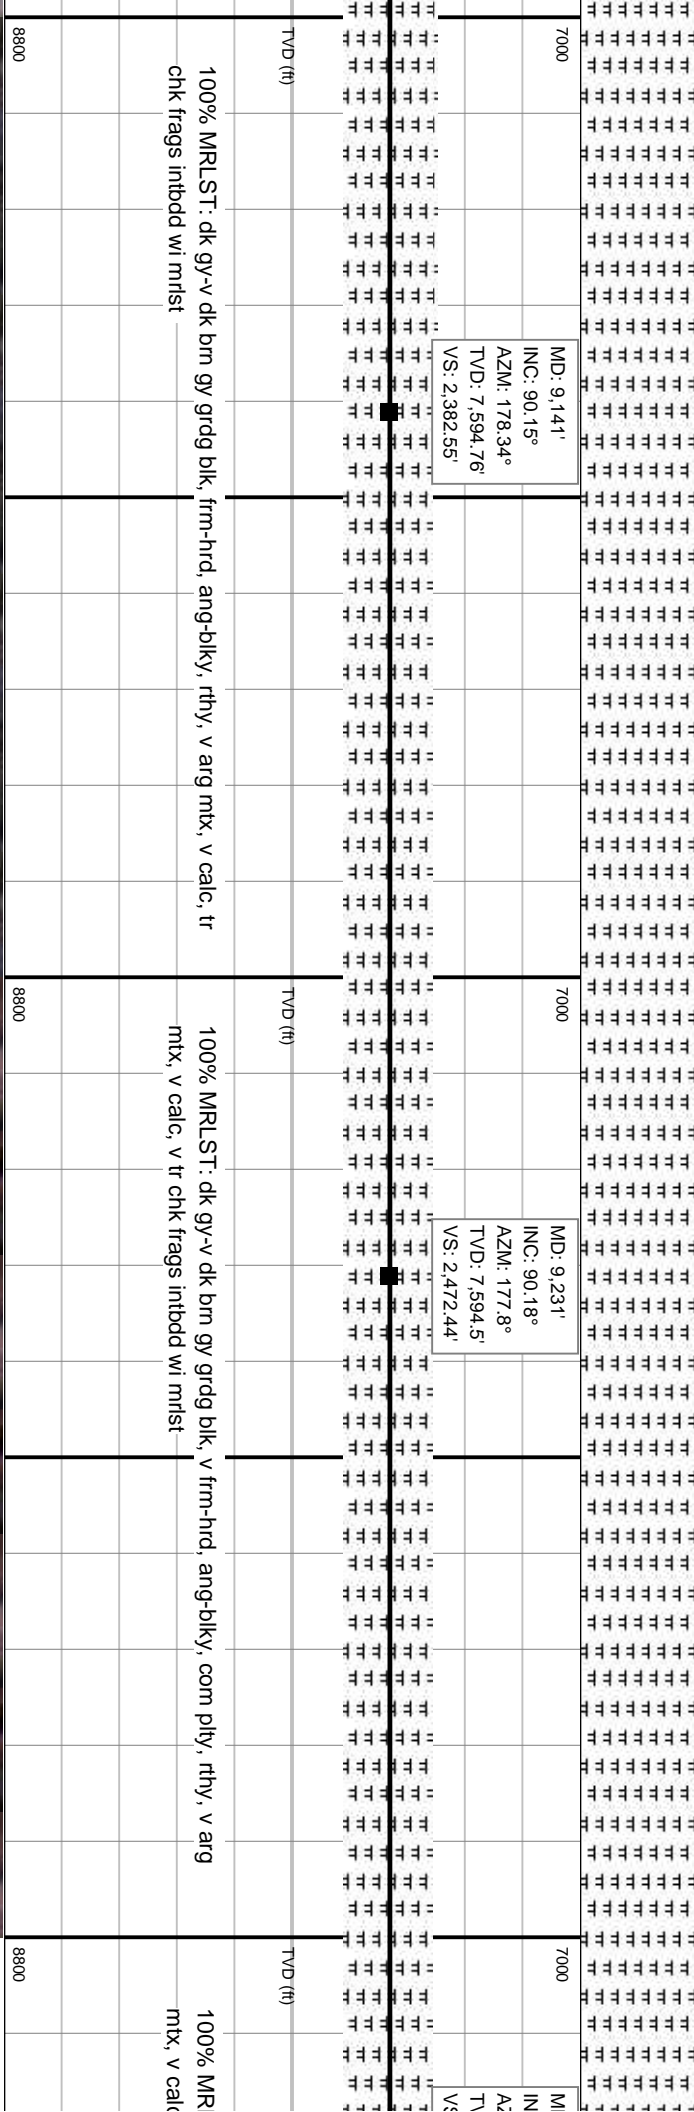 7000
TVD (ft)
8800
MD: 9,141'
INC: 90.15°
AZM: 178.34°
TVD: 7,594.76'
VS: 2,382.55'
100% MRLST: dk gy-v dk brn gy grdg blk, frm-hrd, ang-blky, rthy, v arg mtx, v calc, tr
chk frags intbdd wi mrlst
7000
TVD (ft)
8800
MD: 9,231'
INC: 90.18°
AZM: 177.8°
TVD: 7,594.5'
VS: 2,472.44'
100% MRLST: dk gy-v dk brn gy grdg blk, v frm-hrd, ang-blky, com plty, rthy, v arg
mtx, v calc, v tr chk frags intbdd wi mrlst
7000
TVD (ft)
8800
100%
mtx, v